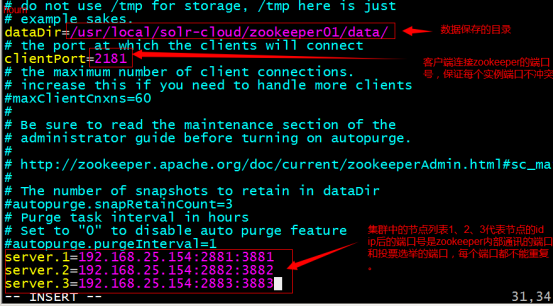 # do not use /tmp for storage, /tmp here is just
# example sakes.
dataDir=/usr/local/solr-cloud/zookeeper01/data/
数据保存的目录
# the port at which the clients will connect
clientPort=2181
客户端连接zookeeper的端口
号，保证每个实例端口不冲突
# the maximum number of client connections.
# increase this if you need to handle more clients
#maxClientCnxns=60
#
# Be sure to read the maintenance section of the
# administrator guide before turning on autopurge.
#
# http://zookeeper.apache.org/doc/current/zookeeperAdmin.html#sc_ma
#
# The number of snapshots to retain in dataDir
#autopurge.snapRetainCount=3
# Purge task interval in hours
# Set to "0" to disable auto purge feature
#autopurge.purgeInterval=1
server.1=192.168.25.154:2881:3881
server.2=192.168.25.154:2882:3882
server.3=192.168.25.154:2883:3883
集群中的节点列表1、2、3代表节点的id
ip后的端口号是zookeeper内部通讯的端口
和投票选举的端口，每个端口都不能重复
。
-- INSERT --
31,34